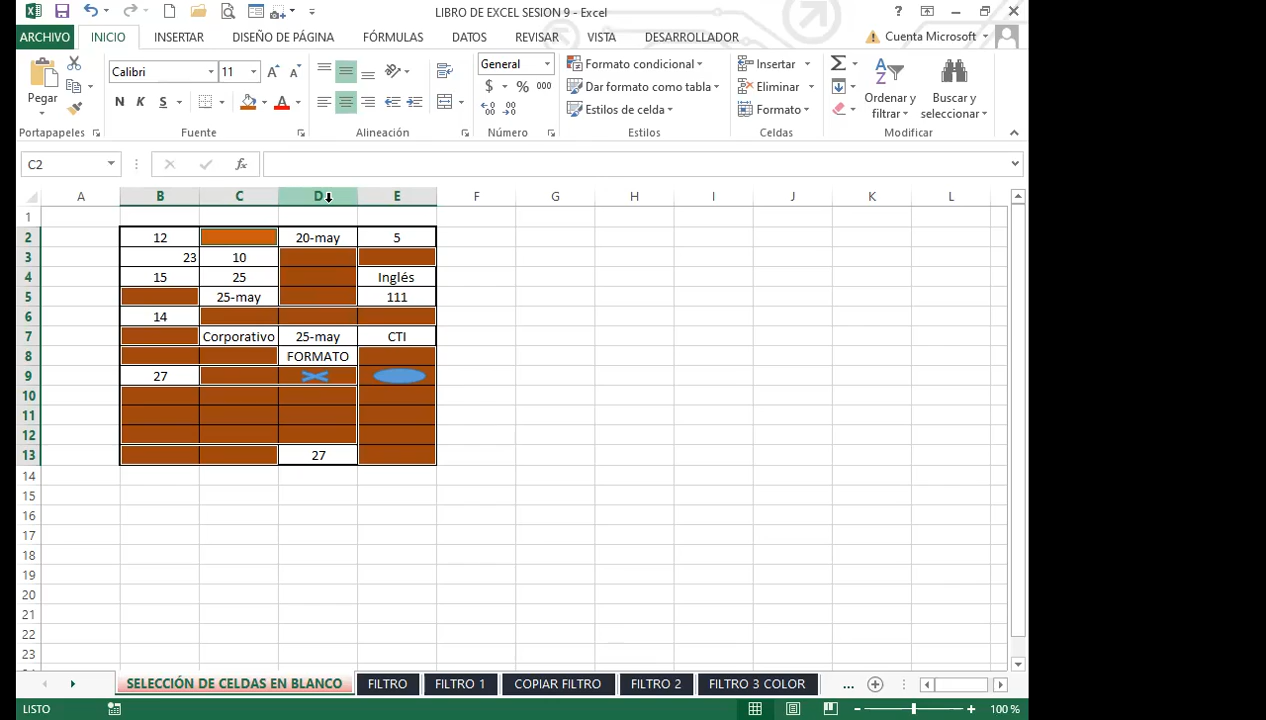 LIBRO DE EXCEL SESION 9 - Excel
ARCHIVO INICIO INSERTAR DISEÑO DE PÁGINA FÓRMULAS DATOS REVISAR VISTA DESARROLLADOR Cuenta Microsoft
Pegar
Calibri 11
N K S
General
$ % 000
Formato condicional
Dar formato como tabla
Estilos de celda
Insertar
Eliminar
Formato
Ordenar y filtrar
Buscar y seleccionar
Portapapeles Fuente Alineación Número Estilos Celdas Modificar
C2 fx
A B C D E F G H I J K L
1
2 12 20-may 5
3 23 10
4 15 25 Inglés
5 25-may 111
6 14
7 Corporativo 25-may CTI
8 FORMATO
9 27
10
11
12
13 27
14
15
16
17
18
19
20
21
22
23
SELECCIÓN DE CELDAS EN BLANCO FILTRO FILTRO 1 COPIAR FILTRO FILTRO 2 FILTRO 3 COLOR ...
LISTO 100 %